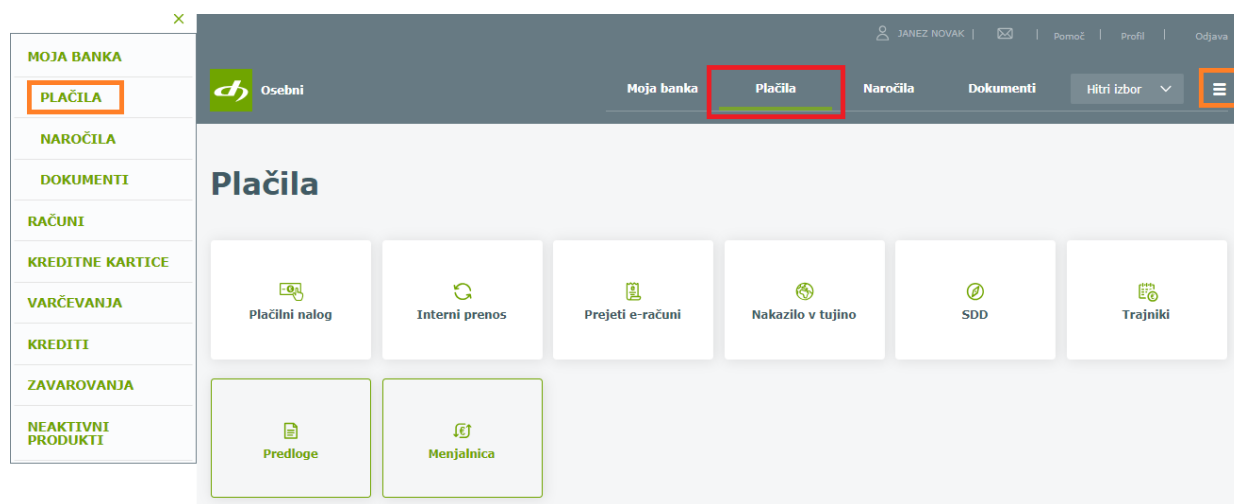 MOJA BANKA
PLAČILA
NAROČILA
DOKUMENTI
RAČUNI
KREDITNE KARTICE
VARČEVANJA
KREDITI
ZAVAROVANJA
NEAKTIVNI
PRODUKTI
JANEZ NOVAK | | Pomoč | Profil | Odjava
Osebni
Moja banka Plačila Naročila Dokumenti Hitri izbor
Plačila
Plačilni nalog Interni prenos Prejeti e-računi Nakazilo v tujino SDD Trajniki
Predloge Menjalnica